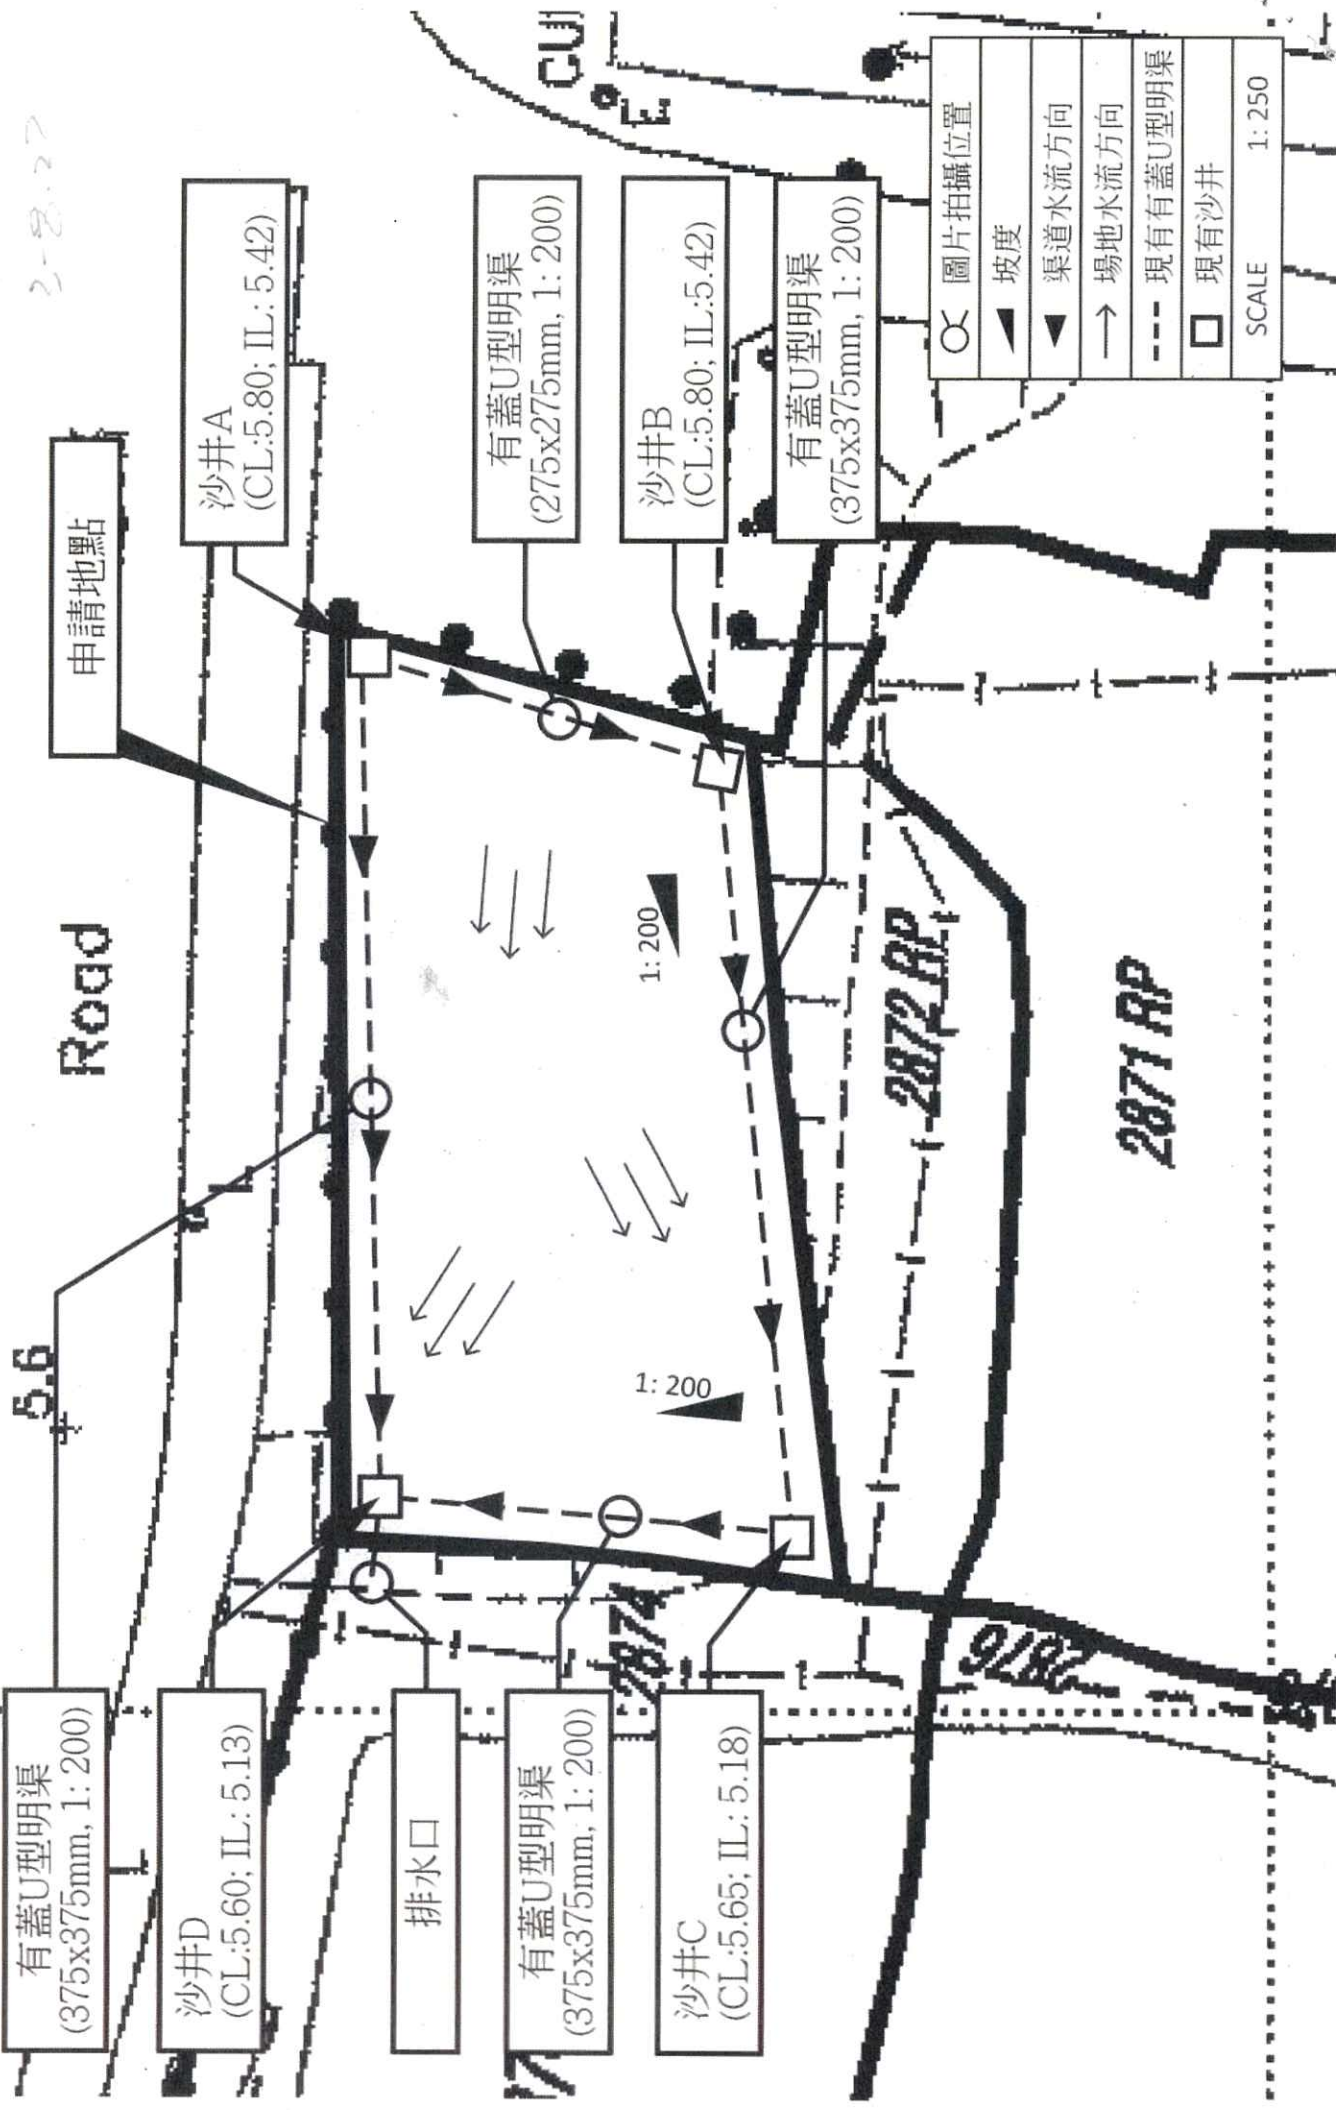 有蓋U型明渠
(375x375mm, 1: 200)
5.6
Road
申請地點
沙井A
(CL:5.80; IL: 5.42)
沙井D
(CL:5.60; IL: 5.13)
排水口
有蓋U型明渠
(275x275mm, 1: 200)
有蓋U型明渠
(375x375mm, 1: 200)
1: 200
1: 200
沙井B
(CL:5.80; IL:5.42)
2874
沙井C
(CL:5.65; IL: 5.18)
有蓋U型明渠
(375x375mm, 1: 200)
2872 RP
2876
2871 RP
圖片拍攝位置
坡度
渠道水流方向
場地水流方向
現有有蓋U型明渠
現有沙井
SCALE 1: 250